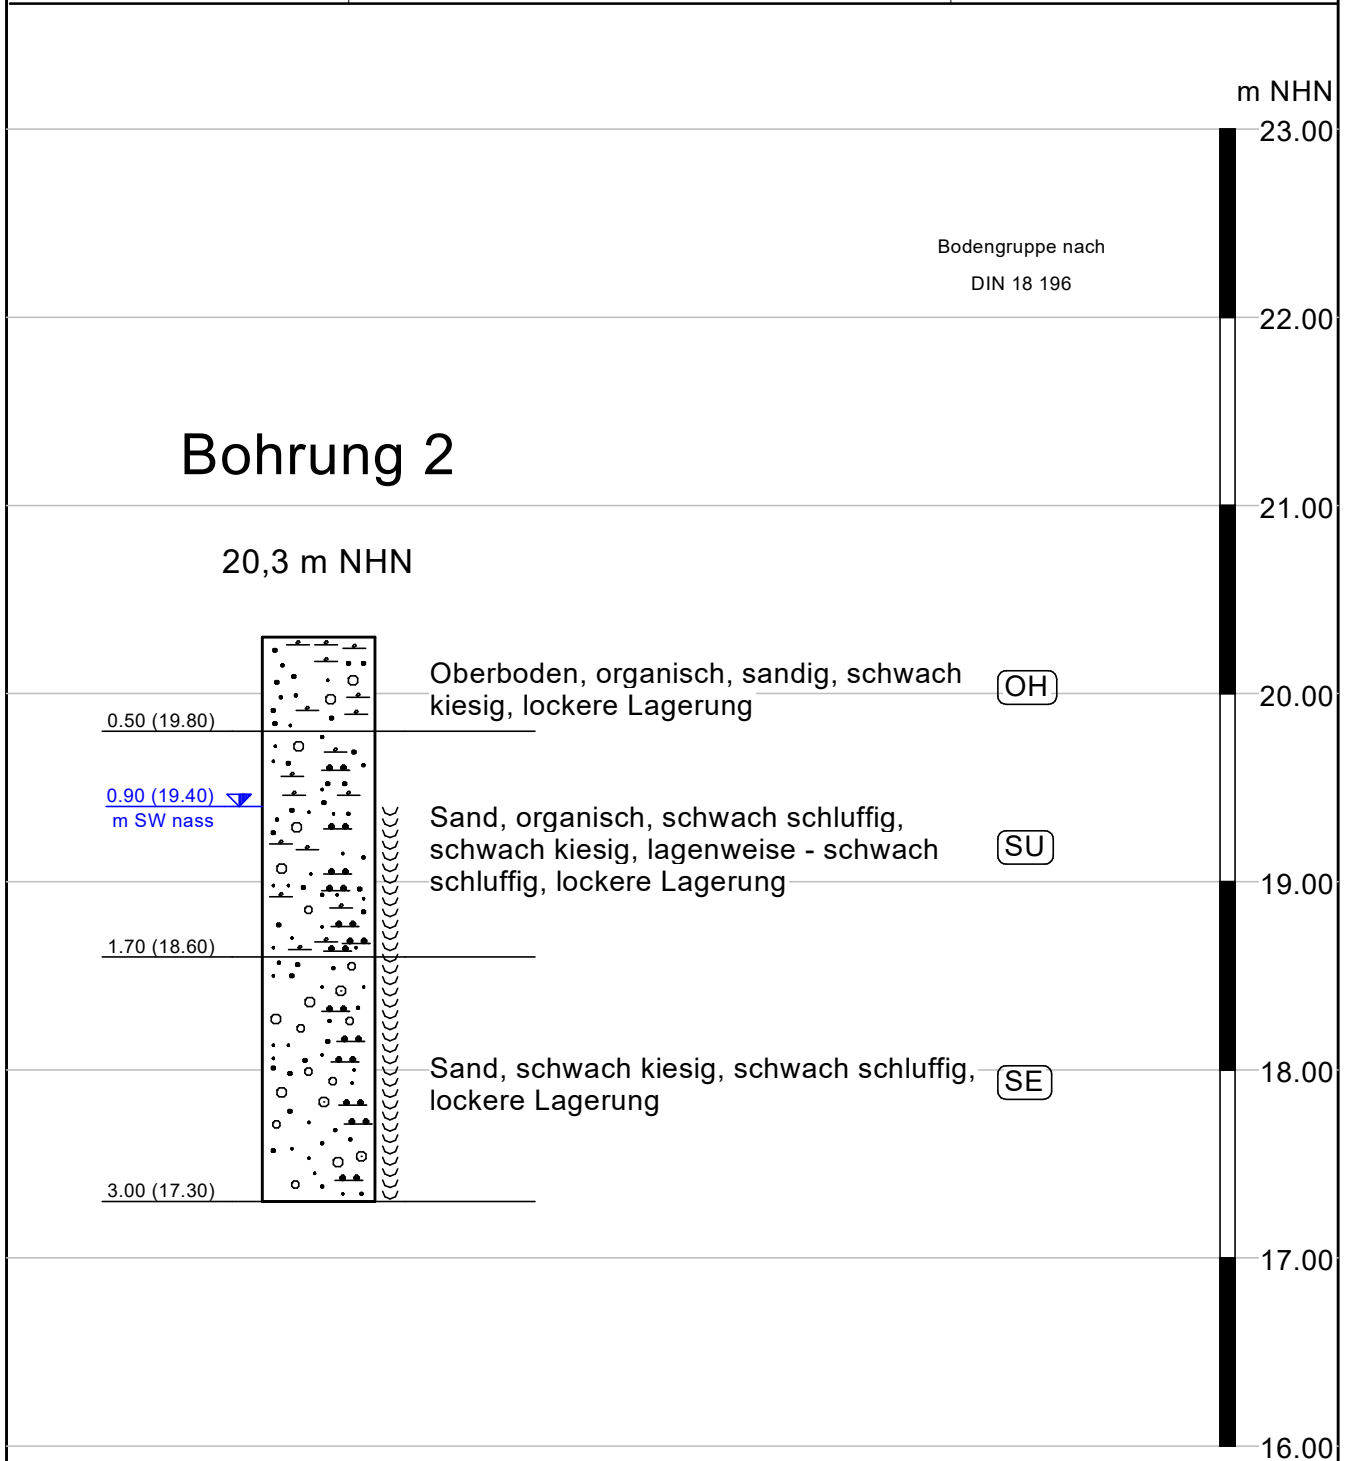 m NHN
23.00
Bodengruppe nach
DIN 18 196
22.00
Bohrung 2
21.00
20,3 m NHN
Oberboden, organisch, sandig, schwach
kiesig, lockere Lagerung
OH
20.00
0.50 (19.80)
0.90 (19.40)
m SW nass
Sand, organisch, schwach schluffig,
schwach kiesig, lagenweise - schwach
schluffig, lockere Lagerung
SU
19.00
1.70 (18.60)
Sand, schwach kiesig, schwach schluffig,
lockere Lagerung
SE
18.00
3.00 (17.30)
17.00
16.00